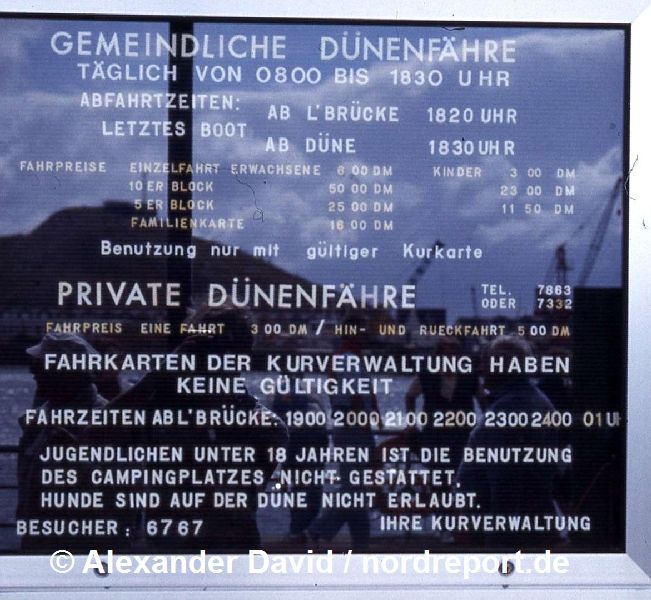 GEMEINDLICHE DÜNENFÄHRE
TÄGLICH VON 0800 BIS 1830 UHR
ABFAHRTZEITEN: AB L'BRÜCKE 1820 UHR
LETZTES BOOT AB DÜNE 1830 UHR
FAHRPREISE EINZELFAHRT ERWACHSENE 6 00 DM KINDER 3 00 DM
10 ER BLOCK 50 00 DM 23 00 DM
5 ER BLOCK 25 00 DM 11 50 DM
FAMILIENKARTE 16 00 DM
Benutzung nur mit gültiger Kurkarte
PRIVATE DÜNENFÄHRE TEL. 7863
ODER 7332
FAHRPREIS EINE FAHRT 3 00 DM / HIN- UND RUECKFAHRT 5 00 DM
FAHRKARTEN DER KURVERWALTUNG HABEN
KEINE GÜLTIGKEIT
FAHRZEITEN AB L'BRÜCKE: 1900 2000 2100 2200 2300 2400 01 U
JUGENDLICHEN UNTER 18 JAHREN IST DIE BENUTZUNG
DES CAMPINGPLATZES NICHT GESTATTET.
HUNDE SIND AUF DER DÜNE NICHT ERLAUBT.
BESUCHER : 6767 IHRE KURVERWALTUNG
© Alexander David / nordreport.de